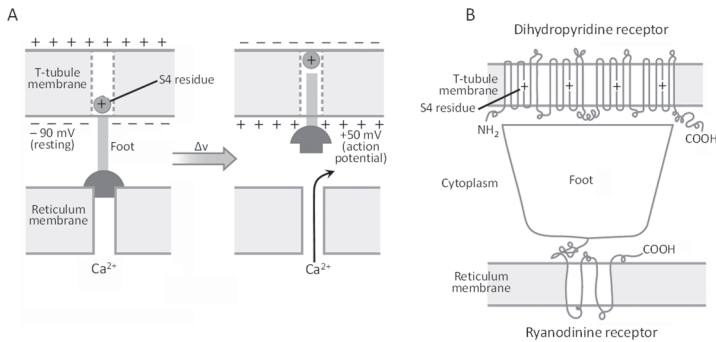 A
+ + + + + + + +
T-tubule
membrane
+
S4 residue
– – – – – – – –
– 90 mV
(resting)
Foot
Δv
Reticulum
membrane
Ca2+
+
+ + + + + + + +
+50 mV
(action
potential)
Ca2+
B
Dihydropyridine receptor
T-tubule
membrane
+ + + +
S4 residue
NH2
COOH
Cytoplasm
Foot
COOH
Reticulum
membrane
Ryanodinine receptor